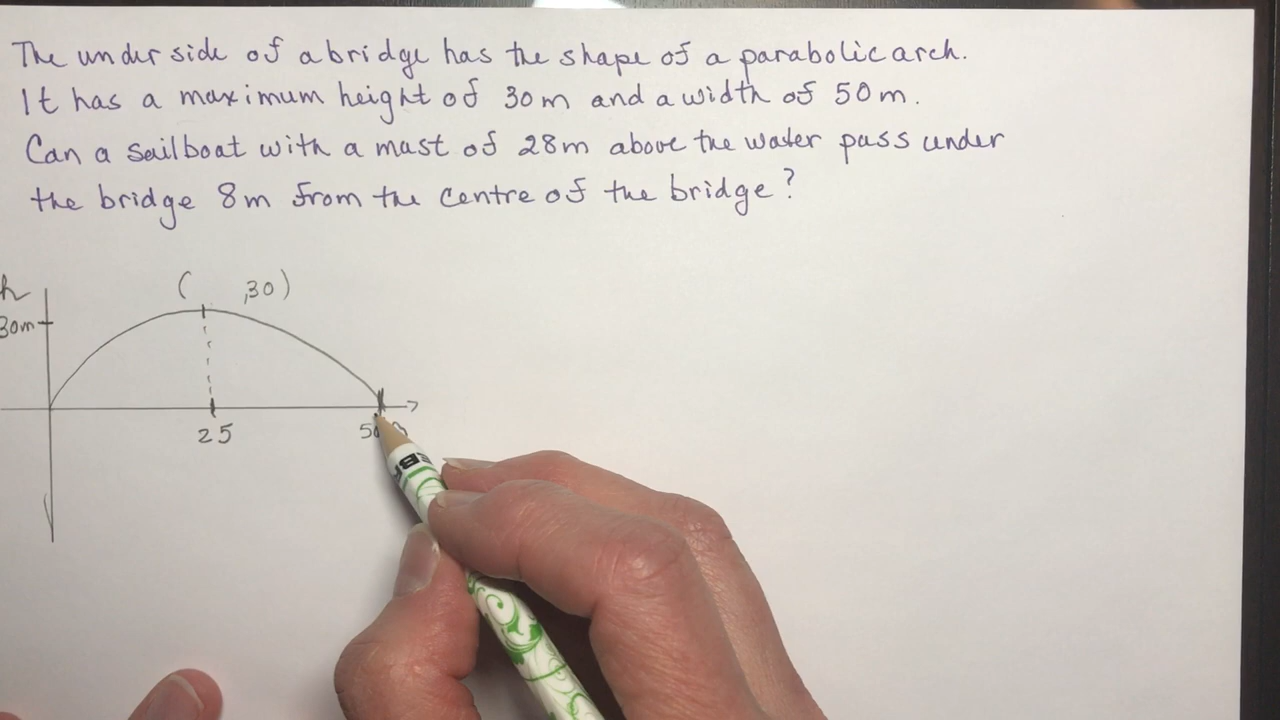 The underside of a bridge has the shape of a parabolic arch.
It has a maximum height of 30m and a width of 50m.
Can a sailboat with a mast of 28m above the water pass under
the bridge 8m from the centre of the bridge?
h
( ,30)
30m
25